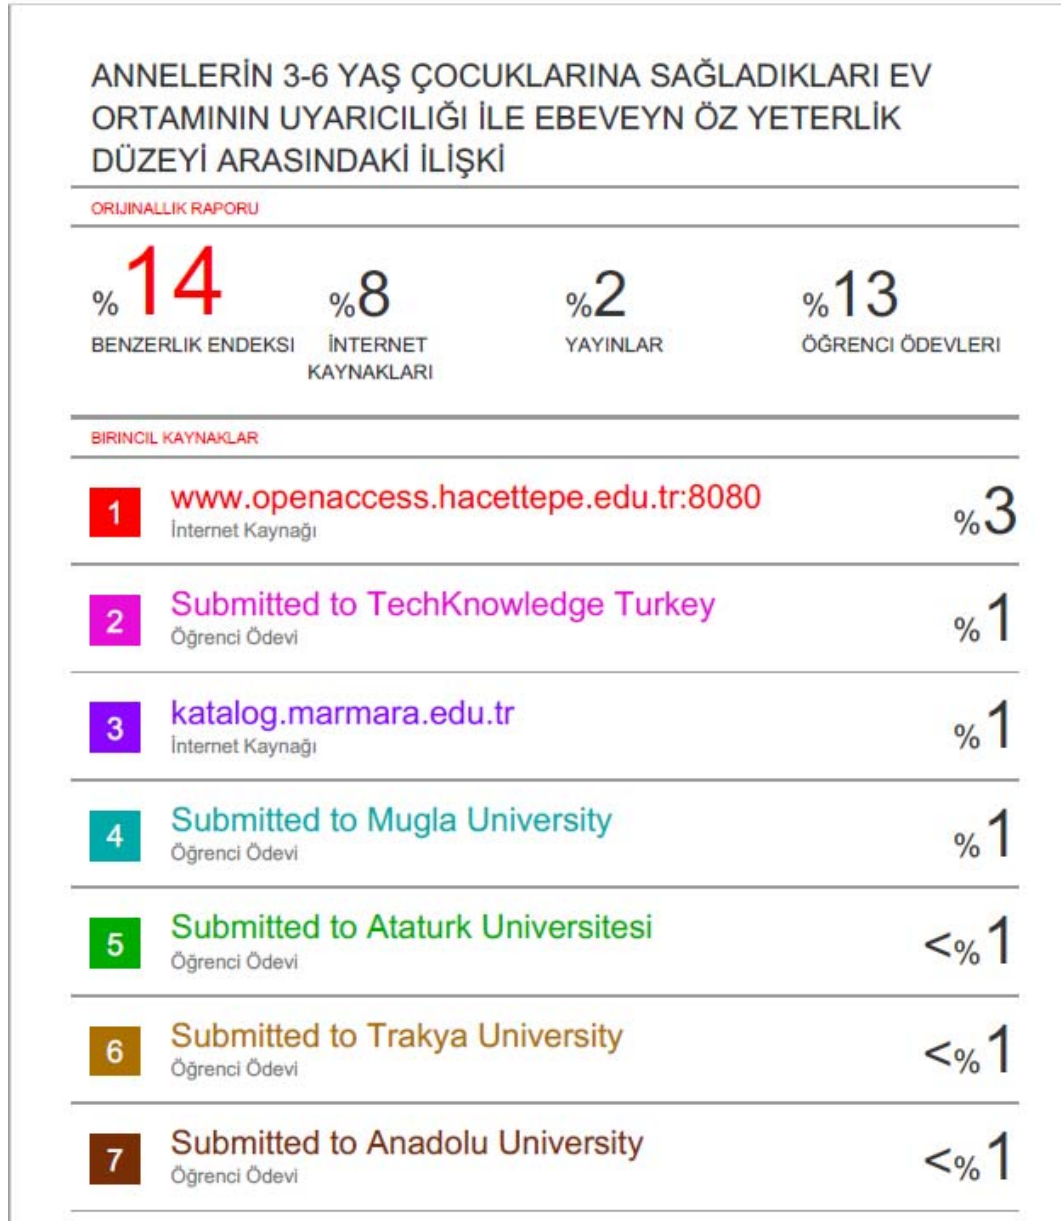 ANNELERİN 3-6 YAŞ ÇOCUKLARINA SAĞLADIKLARI EV
ORTAMININ UYARICILIĞI İLE EBEVEYN ÖZ YETERLİK
DÜZEYİ ARASINDAKİ İLİŞKİ
ORIJINALLIK RAPORU
%14 %8 %2 %13
BENZERLIK ENDEKSI İNTERNET YAYINLAR ÖĞRENCI ÖDEVLERI
KAYNAKLARI
BIRINCIL KAYNAKLAR
1 www.openaccess.hacettepe.edu.tr:8080 %3
İnternet Kaynağı
2 Submitted to TechKnowledge Turkey %1
Öğrenci Ödevi
3 katalog.marmara.edu.tr %1
İnternet Kaynağı
4 Submitted to Mugla University %1
Öğrenci Ödevi
5 Submitted to Ataturk Universitesi <%1
Öğrenci Ödevi
6 Submitted to Trakya University <%1
Öğrenci Ödevi
7 Submitted to Anadolu University <%1
Öğrenci Ödevi